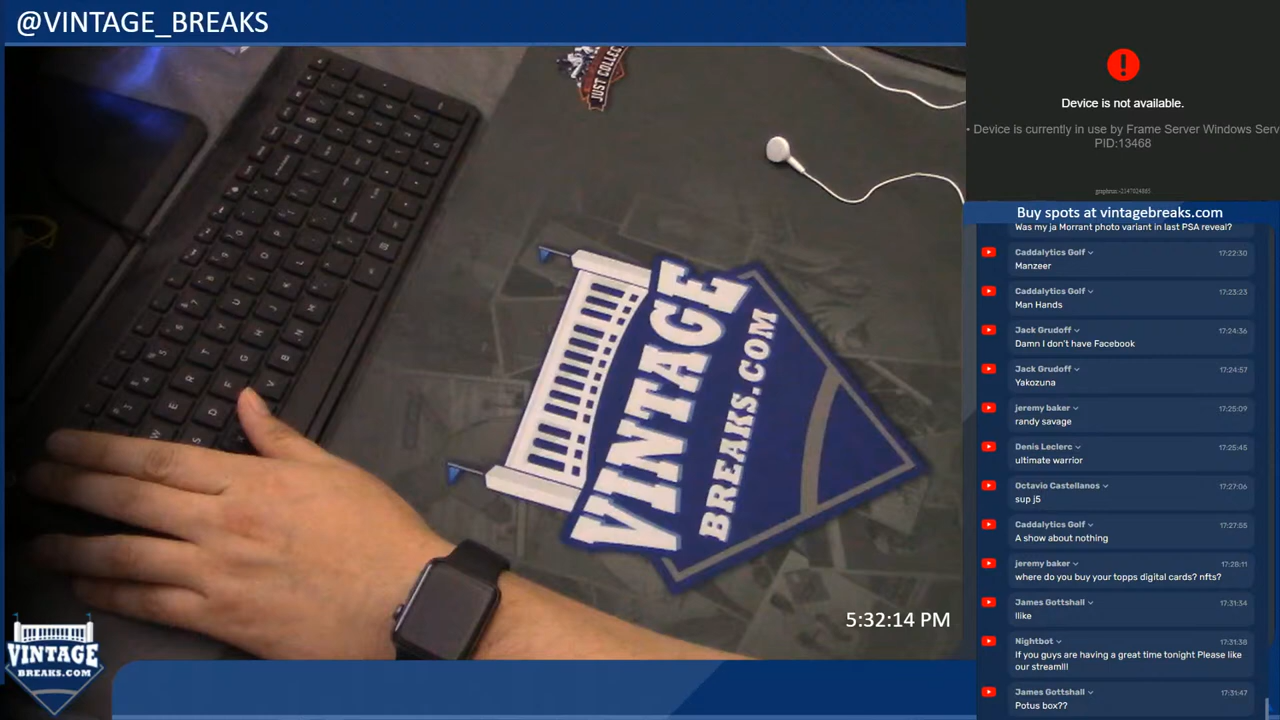 @VINTAGE_BREAKS
JUST COLLEC
VINTAGE
BREAKS.COM
5:32:14 PM
VINTAGE
BREAKS.COM
Device is not available.
• Device is currently in use by Frame Server Windows Serv
PID:13468
Buy spots at vintagebreaks.com
Was my ja Morrant photo variant in last PSA reveal?
Caddalytics Golf 17:22:30
Manzeer
Caddalytics Golf 17:23:23
Man Hands
Jack Grudoff 17:24:36
Damn I don't have Facebook
Jack Grudoff 17:24:57
Yakozuna
jeremy baker 17:25:09
randy savage
Denis Leclerc 17:25:45
ultimate warrior
Octavio Castellanos 17:27:06
sup j5
Caddalytics Golf 17:27:55
A show about nothing
jeremy baker 17:28:11
where do you buy your topps digital cards? nfts?
James Gottshall 17:31:34
Ilike
Nightbot 17:31:38
If you guys are having a great time tonight Please like
our stream!!!
James Gottshall 17:31:47
Potus box??